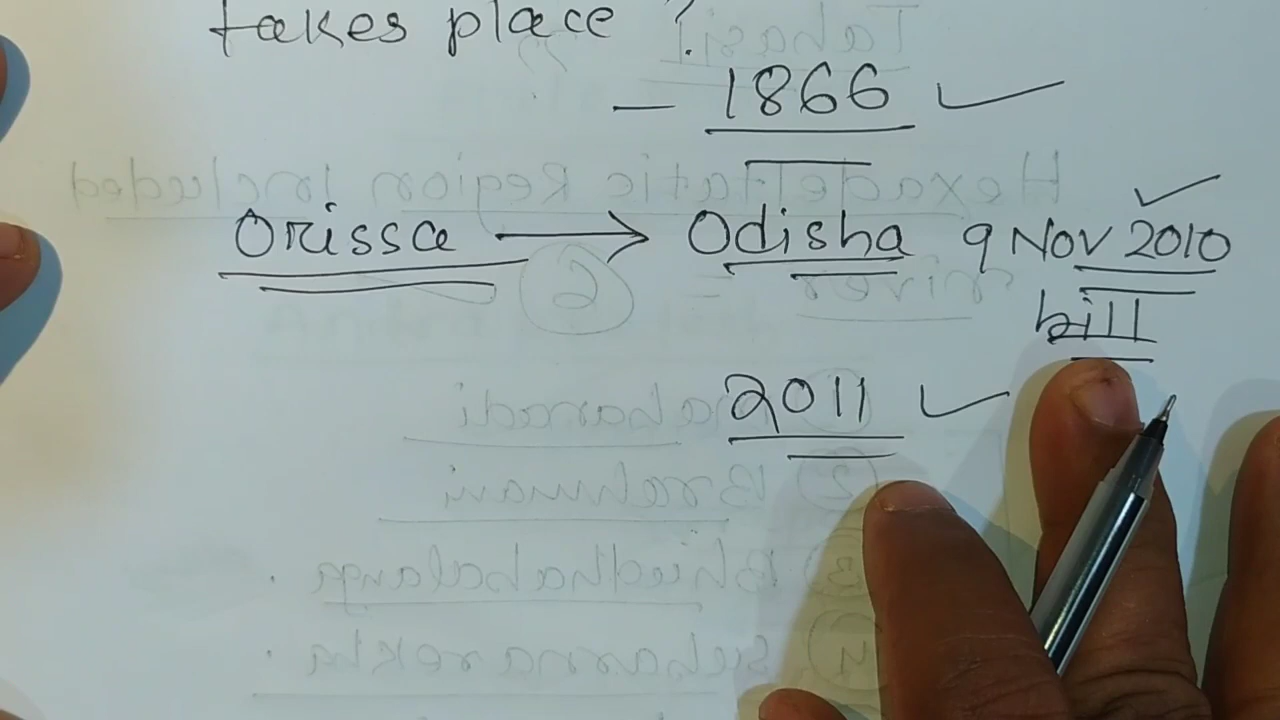 takes place ?
– 1866 ✓
Orissa → Odisha 9 Nov 2010 ✓
bill
2011 ✓